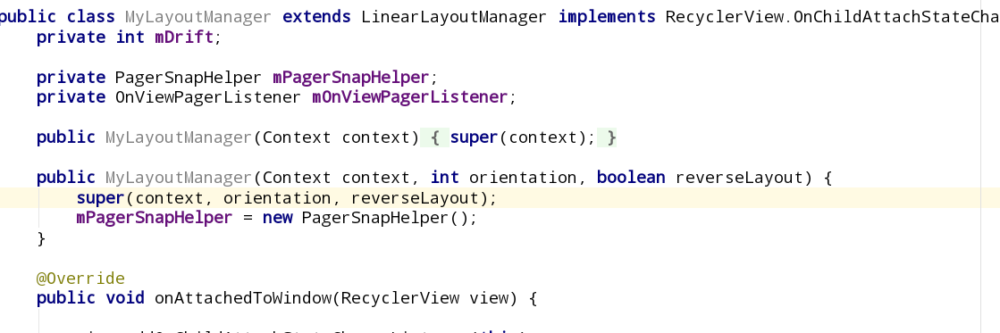 public class MyLayoutManager extends LinearLayoutManager implements RecyclerView.OnChildAttachStateCha
private int mDrift;
private PagerSnapHelper mPagerSnapHelper;
private OnViewPagerListener mOnViewPagerListener;
public MyLayoutManager(Context context) { super(context); }
public MyLayoutManager(Context context, int orientation, boolean reverseLayout) {
super(context, orientation, reverseLayout);
mPagerSnapHelper = new PagerSnapHelper();
}
@Override
public void onAttachedToWindow(RecyclerView view) {